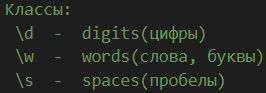 Классы:
\d - digits(цифры)
\w - words(слова, буквы)
\s - spaces(пробелы)